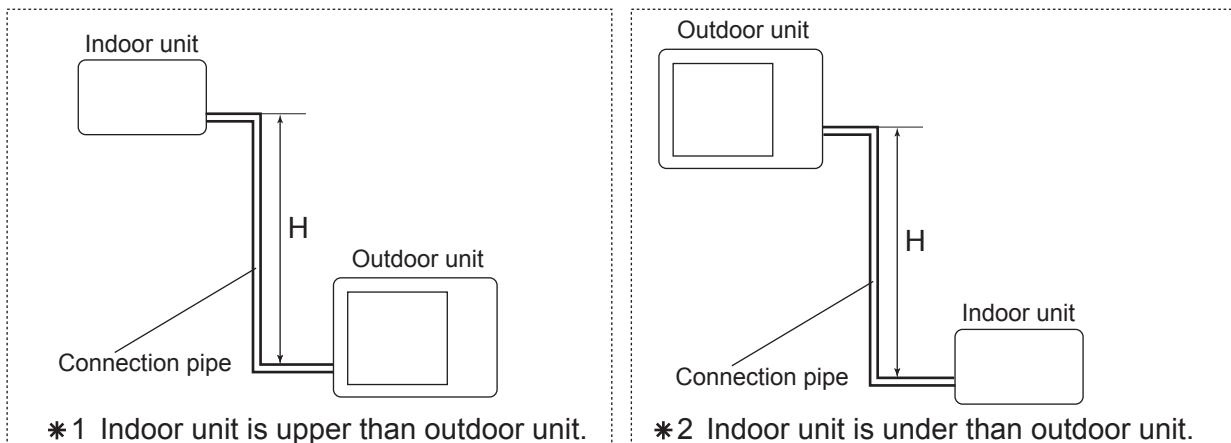 Indoor unit
H
Outdoor unit
Connection pipe
*1 Indoor unit is upper than outdoor unit.
Outdoor unit
H
Indoor unit
Connection pipe
*2 Indoor unit is under than outdoor unit.